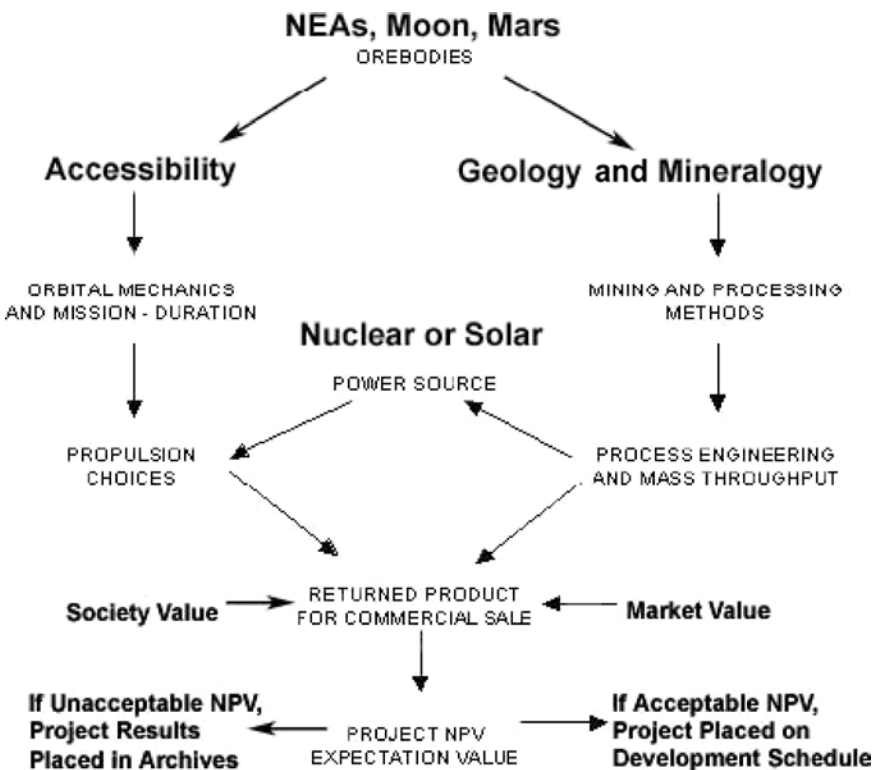 NEAs, Moon, Mars
OREBODIES
Accessibility
Geology and Mineralogy
ORBITAL MECHANICS
AND MISSION - DURATION
MINING AND PROCESSING
METHODS
Nuclear or Solar
POWER SOURCE
PROPULSION
CHOICES
PROCESS ENGINEERING
AND MASS THROUGHPUT
Society Value
RETURNED PRODUCT
FOR COMMERCIAL SALE
Market Value
If Unacceptable NPV,
Project Results
Placed in Archives
PROJECT NPV
EXPECTATION VALUE
If Acceptable NPV,
Project Placed on
Development Schedule